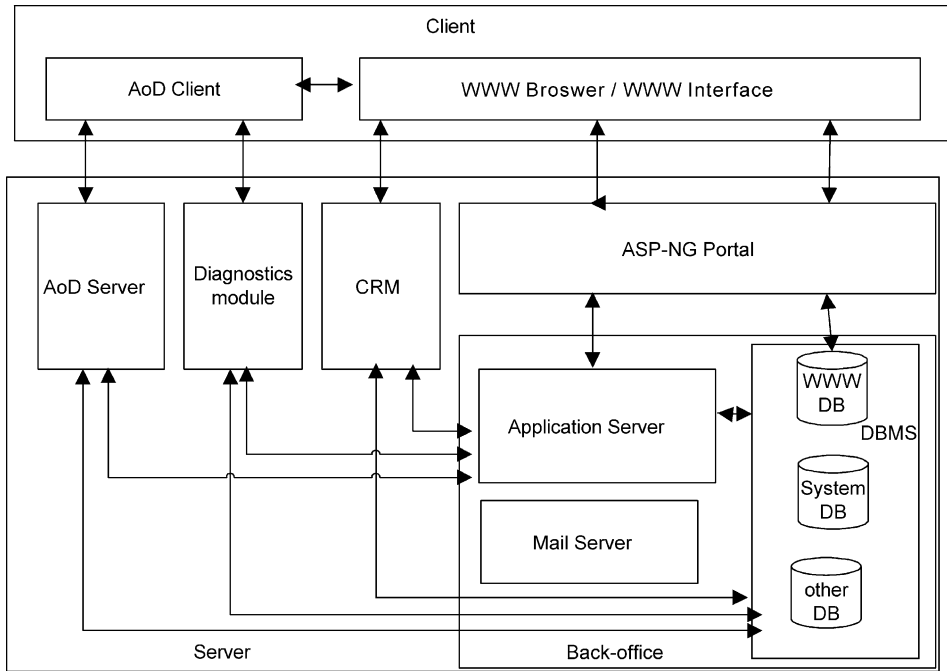 Client
AoD Client
WWW Broswer / WWW Interface
AoD Server
Diagnostics
module
CRM
ASP-NG Portal
Application Server
WWW
DB
DBMS
System
DB
Mail Server
other
DB
Server
Back-office